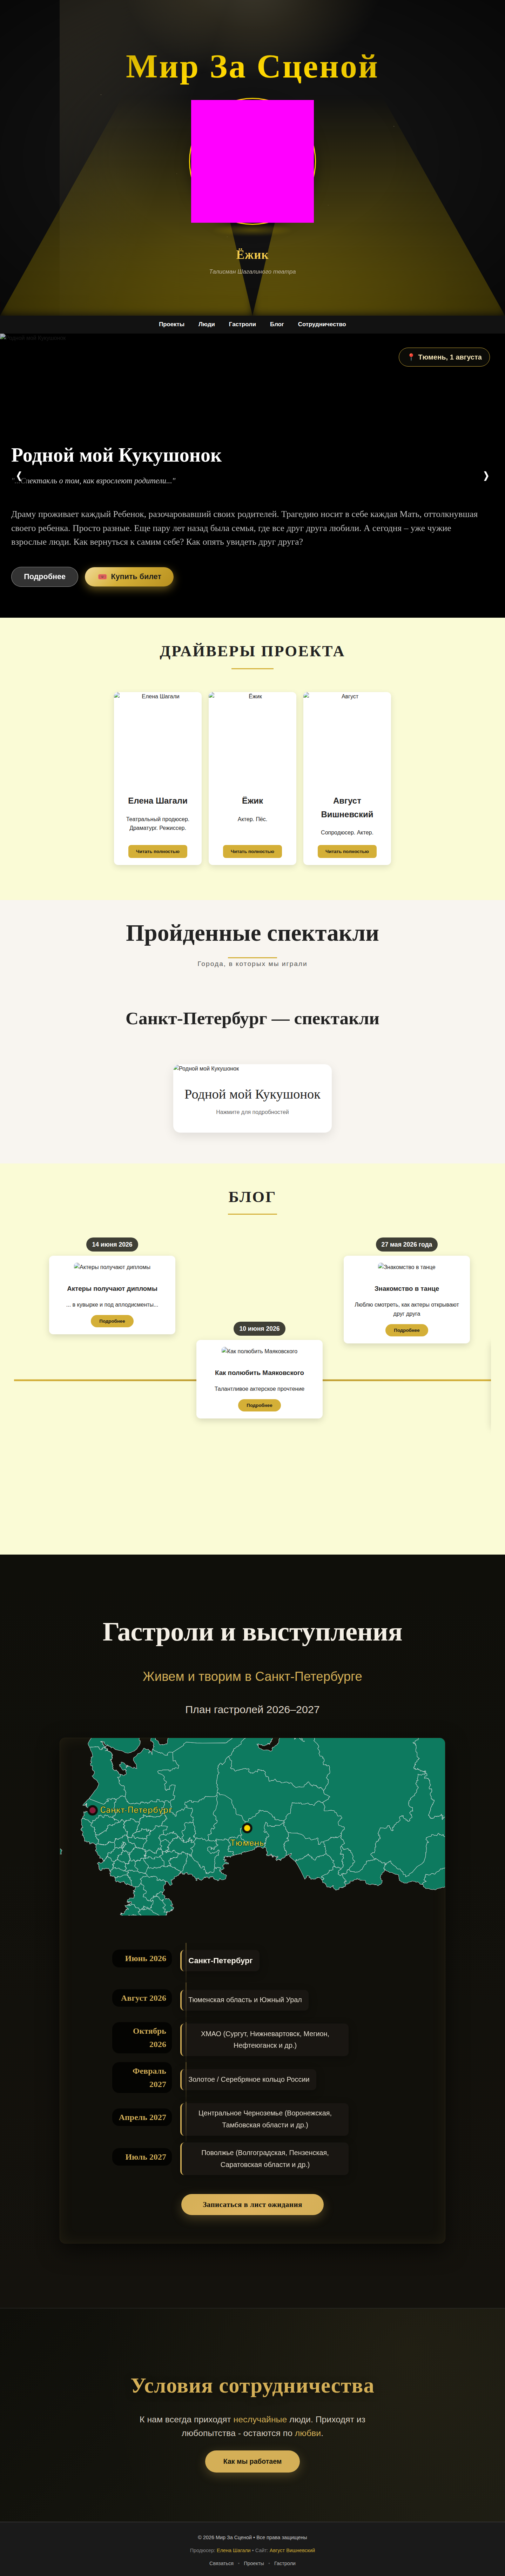 Мир За Сценой
Ёжик
Талисман Шагалиного театра
Проекты Люди Гастроли Блог Сотрудничество
Родной мой Кукушонок
📍 Тюмень, 1 августа
Родной мой Кукушонок
"...Спектакль о том, как взрослеют родители..."
❮ ❯
Драму проживает каждый Ребенок, разочаровавший своих родителей. Трагедию носит в себе каждая Мать, оттолкнувшая
своего ребенка. Просто разные. Еще пару лет назад была семья, где все друг друга любили. А сегодня – уже чужие
взрослые люди. Как вернуться к самим себе? Как опять увидеть друг друга?
Подробнее 🎟️ Купить билет
ДРАЙВЕРЫ ПРОЕКТА
Елена Шагали
Ёжик
Август
Елена Шагали
Театральный продюсер.
Драматург. Режиссер.
Читать полностью
Ёжик
Актер. Пёс.
Читать полностью
Август
Вишневский
Сопродюсер. Актер.
Читать полностью
Пройденные спектакли
Города, в которых мы играли
Санкт-Петербург — спектакли
Родной мой Кукушонок
Родной мой Кукушонок
Нажмите для подробностей
БЛОГ
14 июня 2026
Актеры получают дипломы
Актеры получают дипломы
... в кувырке и под аплодисменты...
Подробнее
10 июня 2026
Как полюбить Маяковского
Как полюбить Маяковского
Талантливое актерское прочтение
Подробнее
27 мая 2026 года
Знакомство в танце
Знакомство в танце
Люблю смотреть, как актеры открывают
друг друга
Подробнее
Гастроли и выступления
Живем и творим в Санкт-Петербурге
План гастролей 2026–2027
Санкт-Петербург
Тюмень
Июнь 2026
Санкт-Петербург
Август 2026
Тюменская область и Южный Урал
Октябрь
2026
ХМАО (Сургут, Нижневартовск, Мегион,
Нефтеюганск и др.)
Февраль
2027
Золотое / Серебряное кольцо России
Апрель 2027
Центральное Черноземье (Воронежская,
Тамбовская области и др.)
Июль 2027
Поволжье (Волгоградская, Пензенская,
Саратовская области и др.)
Записаться в лист ожидания
Условия сотрудничества
К нам всегда приходят неслучайные люди. Приходят из
любопытства - остаются по любви.
Как мы работаем
© 2026 Мир За Сценой • Все права защищены
Продюсер: Елена Шагали • Сайт: Август Вишневский
Связаться • Проекты • Гастроли